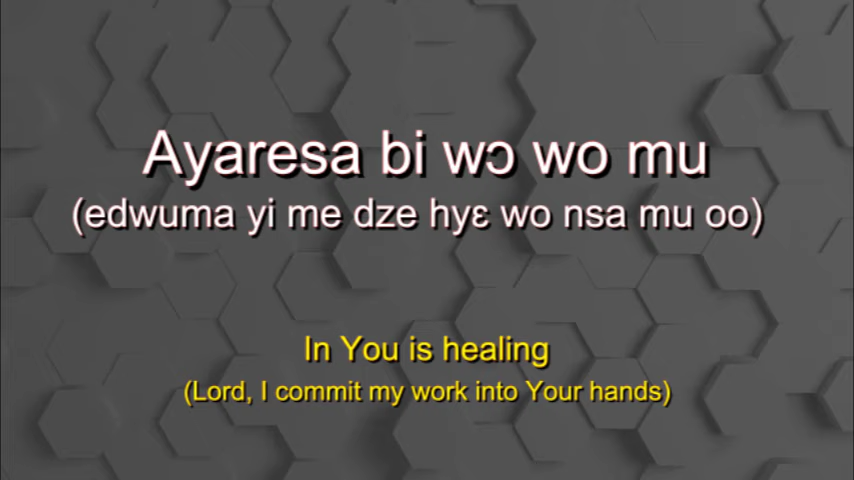 Ayaresa bi wɔ wo mu
(edwuma yi me dze hyɛ wo nsa mu oo)
In You is healing
(Lord, I commit my work into Your hands)